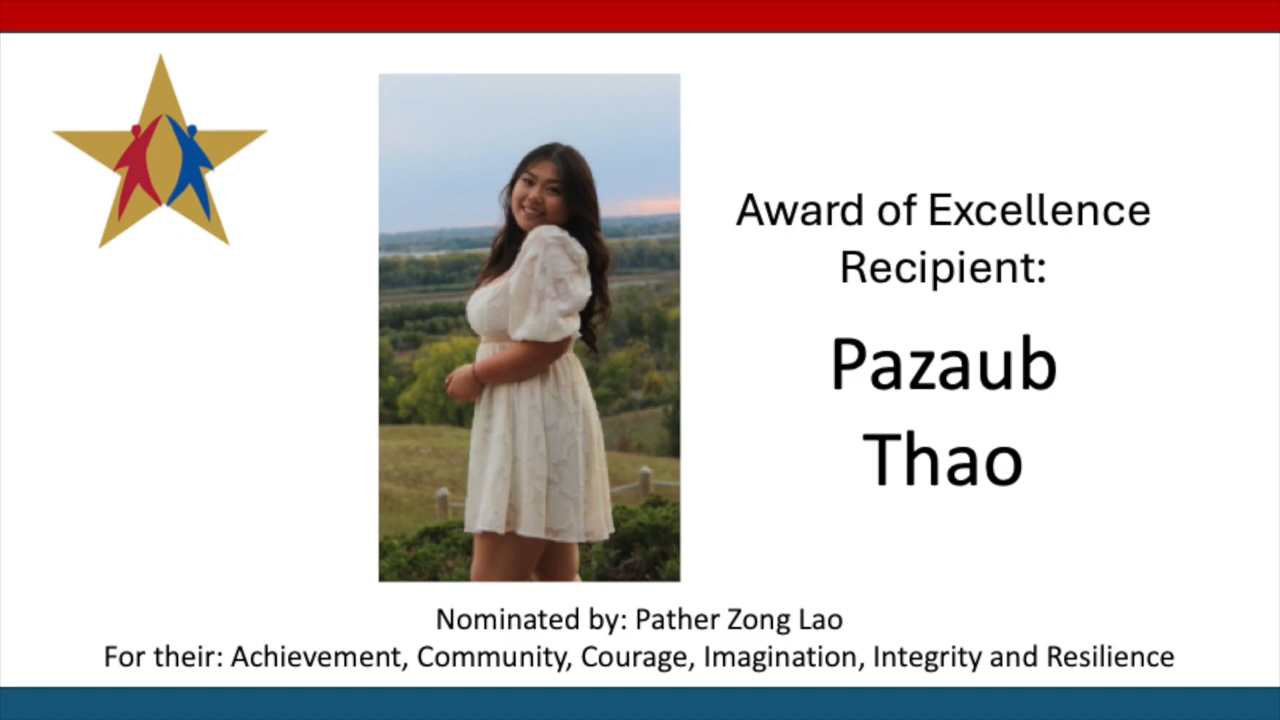 Award of Excellence
Recipient:
Pazaub
Thao
Nominated by: Pather Zong Lao
For their: Achievement, Community, Courage, Imagination, Integrity and Resilience